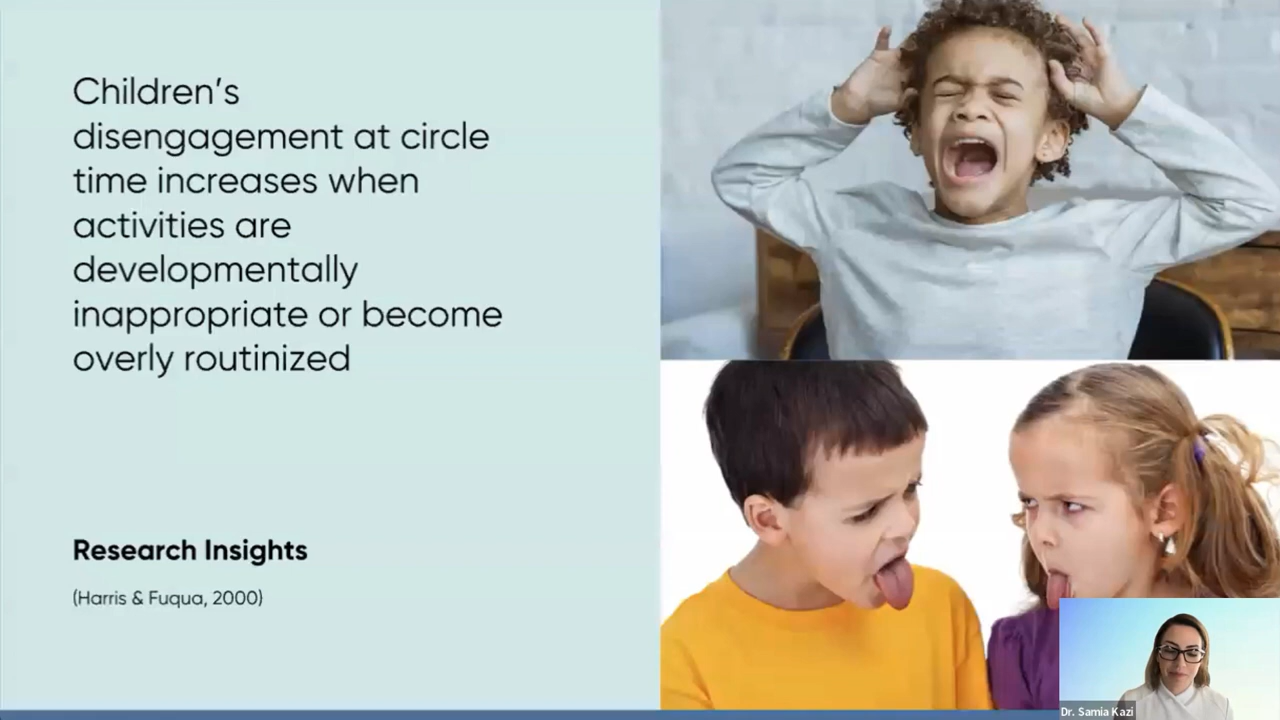 Children’s
disengagement at circle
time increases when
activities are
developmentally
inappropriate or become
overly routinized
Research Insights
(Harris & Fuqua, 2000)
Dr. Samia Kazi